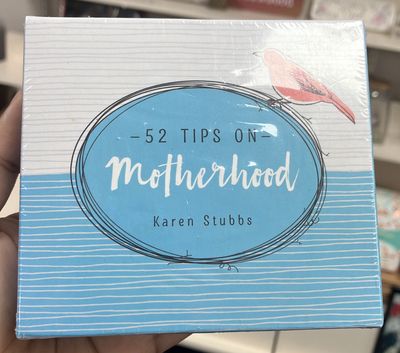 –52 TIPS ON–
Motherhood
Karen Stubbs